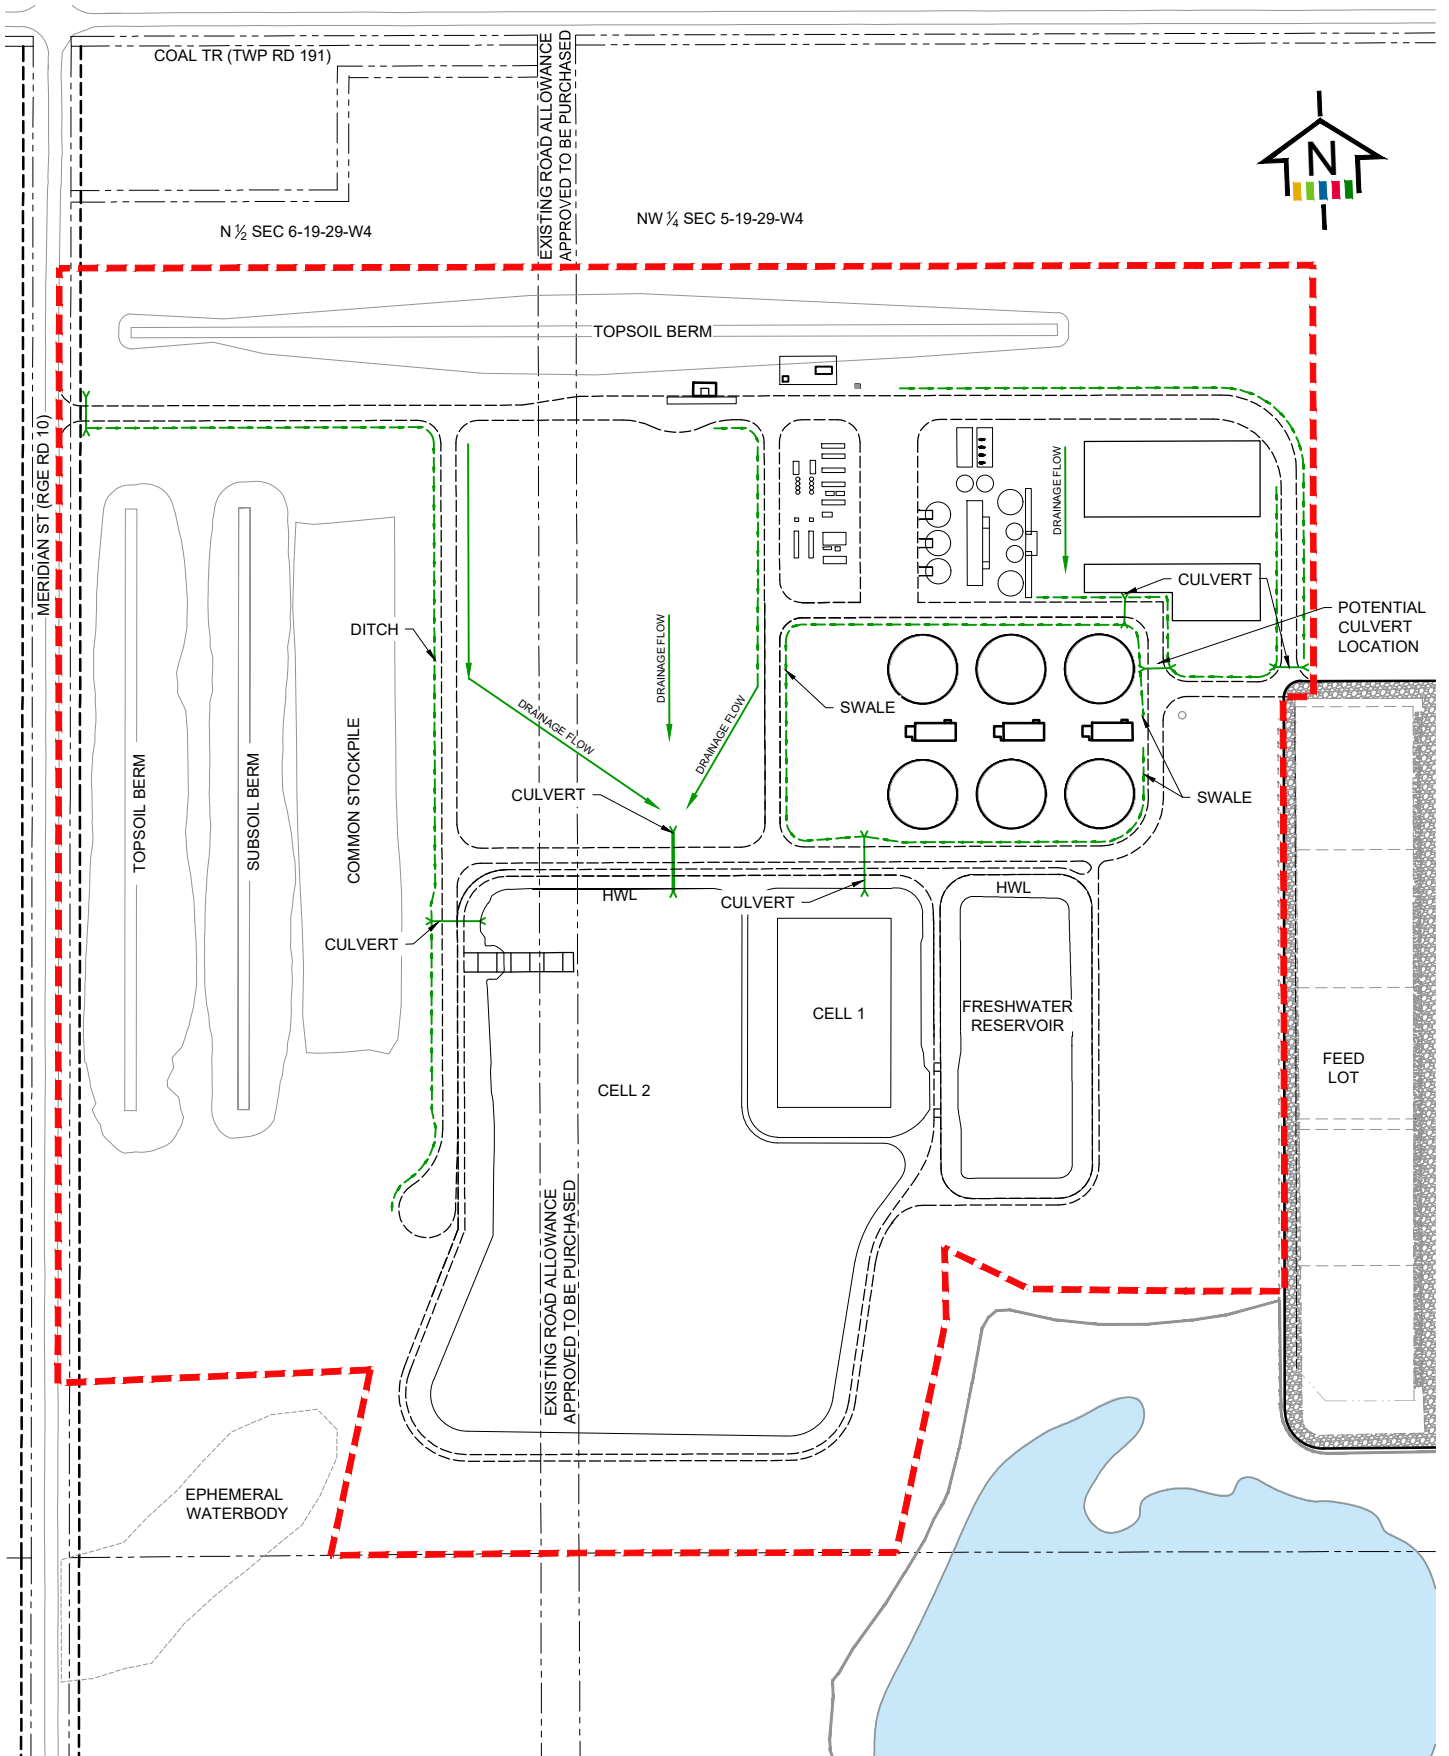 COAL TR (TWP RD 191)
EXISTING ROAD ALLOWANCE
APPROVED TO BE PURCHASED
N
N ½ SEC 6-19-29-W4
NW ¼ SEC 5-19-29-W4
TOPSOIL BERM
MERIDIAN ST (RGE RD 10)
DRAINAGE FLOW
CULVERT
POTENTIAL
CULVERT
LOCATION
DITCH
DRAINAGE FLOW
SWALE
DRAINAGE FLOW
DRAINAGE FLOW
CULVERT
SWALE
TOPSOIL BERM
SUBSOIL BERM
COMMON STOCKPILE
HWL
CULVERT
HWL
CULVERT
CELL 1
FRESHWATER
RESERVOIR
FEED
LOT
CELL 2
EXISTING ROAD ALLOWANCE
APPROVED TO BE PURCHASED
EPHEMERAL
WATERBODY